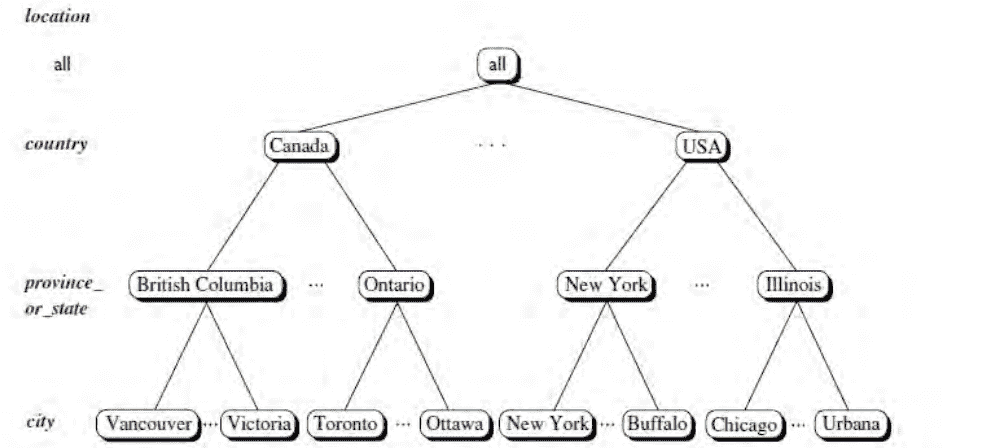 location
all all
country Canada ... USA
province_ British Columbia ... Ontario New York ... Illinois
or_state
city Vancouver ... Victoria Toronto ... Ottawa New York ... Buffalo Chicago ... Urbana